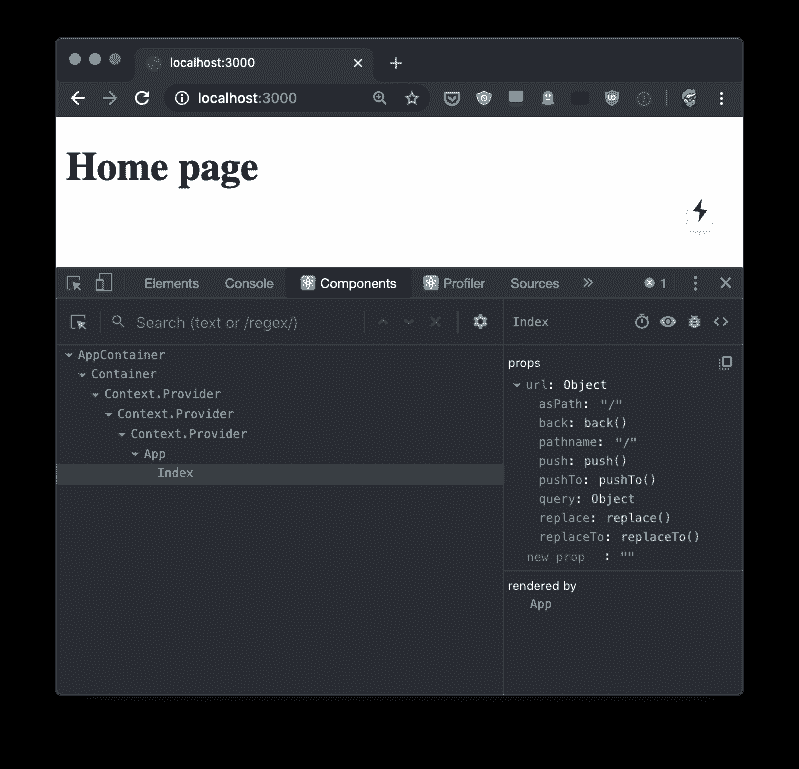 localhost:3000
localhost:3000
Home page
Elements Console Components Profiler Sources » 1
Search (text or /regex/)
Index
AppContainer
Container
Context.Provider
Context.Provider
Context.Provider
App
Index
props
url: Object
asPath: "/"
back: back()
pathname: "/"
push: push()
pushTo: pushTo()
query: Object
replace: replace()
replaceTo: replaceTo()
new prop : ""
rendered by
App